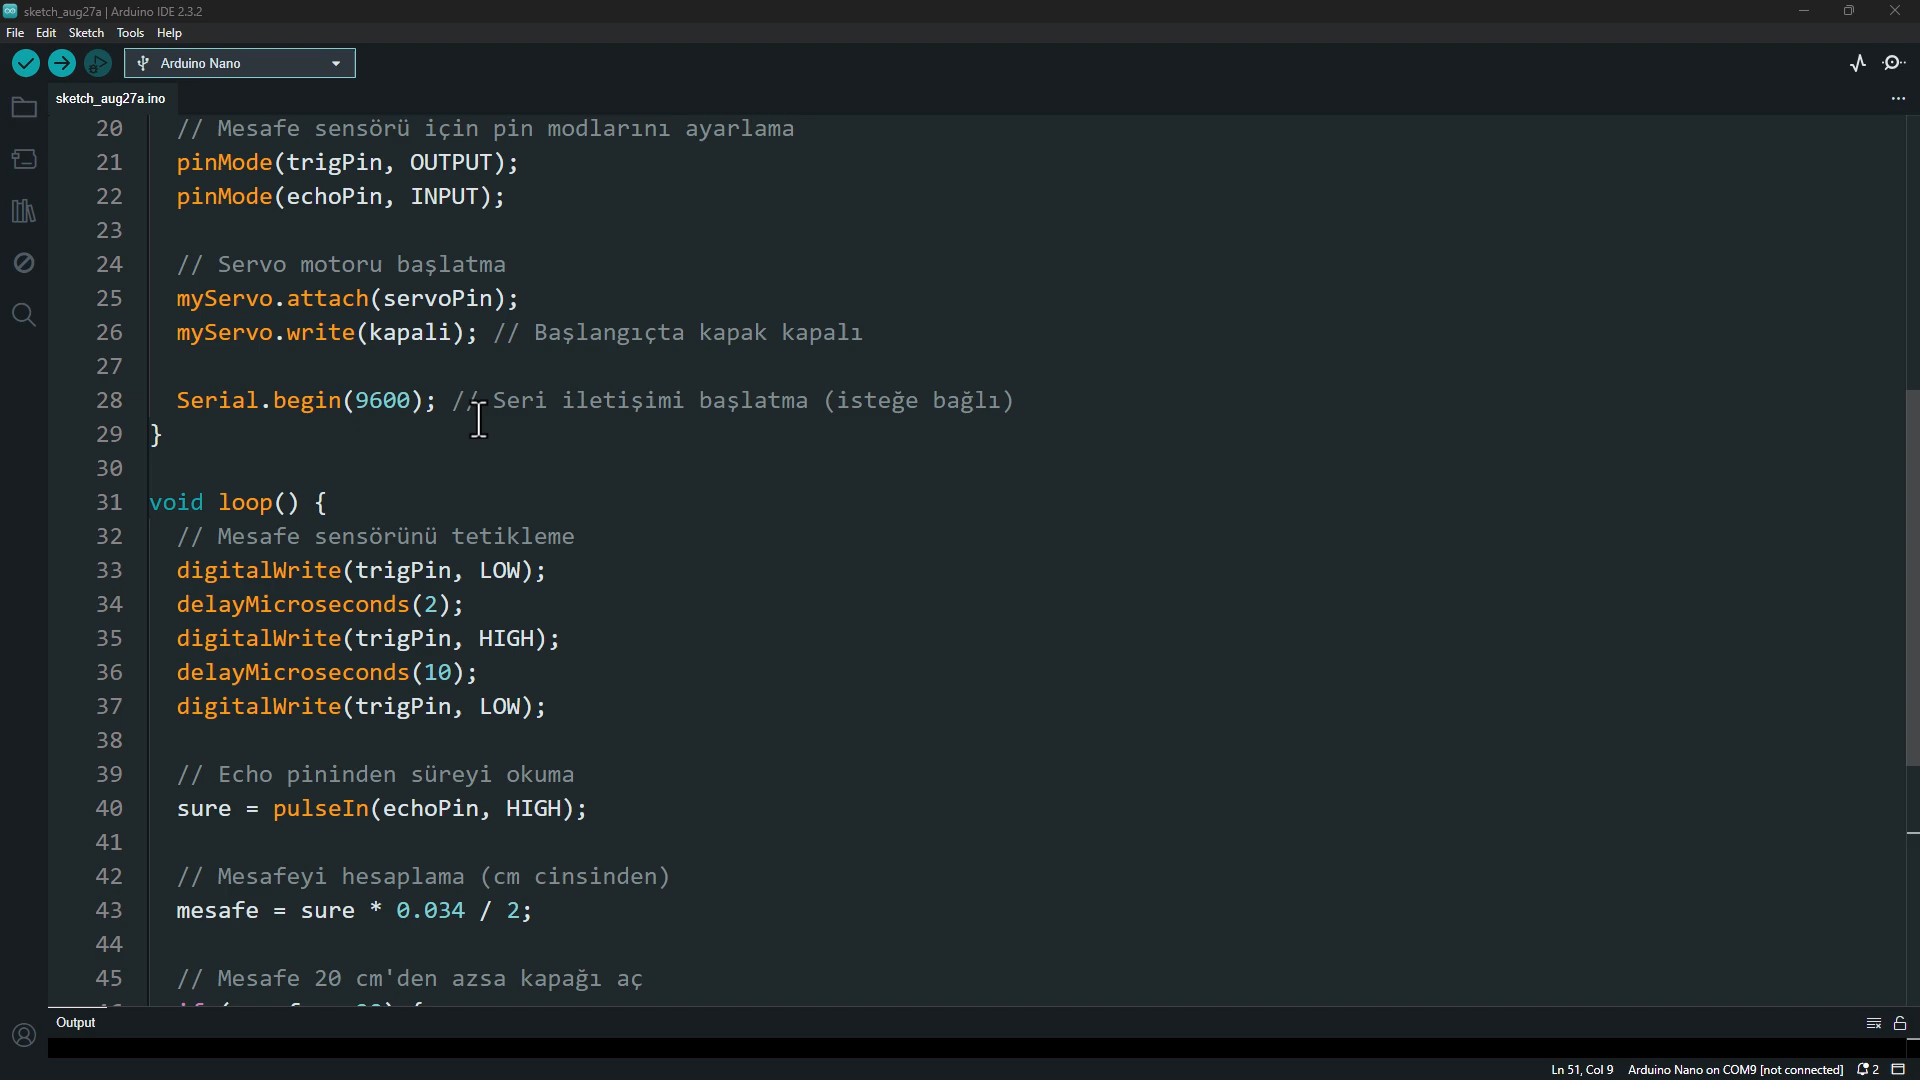 sketch_aug27a | Arduino IDE 2.3.2
File Edit Sketch Tools Help
Arduino Nano
sketch_aug27a.ino
20 // Mesafe sensörü için pin modlarını ayarlama
21 pinMode(trigPin, OUTPUT);
22 pinMode(echoPin, INPUT);
23
24 // Servo motoru başlatma
25 myServo.attach(servoPin);
26 myServo.write(kapali); // Başlangıçta kapak kapalı
27
28 Serial.begin(9600); // Seri iletişimi başlatma (isteğe bağlı)
29 }
30
31 void loop() {
32 // Mesafe sensörünü tetikleme
33 digitalWrite(trigPin, LOW);
34 delayMicroseconds(2);
35 digitalWrite(trigPin, HIGH);
36 delayMicroseconds(10);
37 digitalWrite(trigPin, LOW);
38
39 // Echo pininden süreyi okuma
40 sure = pulseIn(echoPin, HIGH);
41
42 // Mesafeyi hesaplama (cm cinsinden)
43 mesafe = sure * 0.034 / 2;
44
45 // Mesafe 20 cm'den azsa kapağı aç
Output
Ln 51, Col 9 Arduino Nano on COM9 [not connected] 2